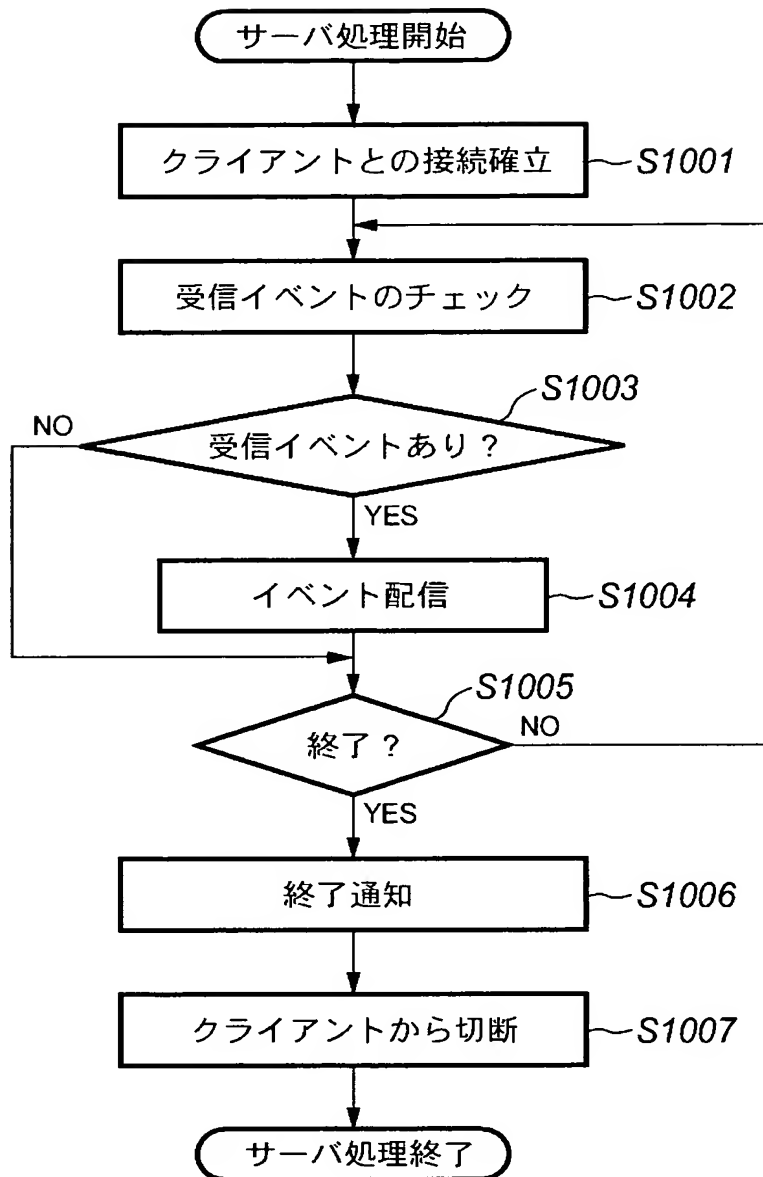 サーバ処理開始
クライアントとの接続確立
S1001
受信イベントのチェック
S1002
S1003
NO
受信イベントあり?
YES
イベント配信
S1004
S1005
終了?
NO
YES
終了通知
S1006
クライアントから切断
S1007
サーバ処理終了